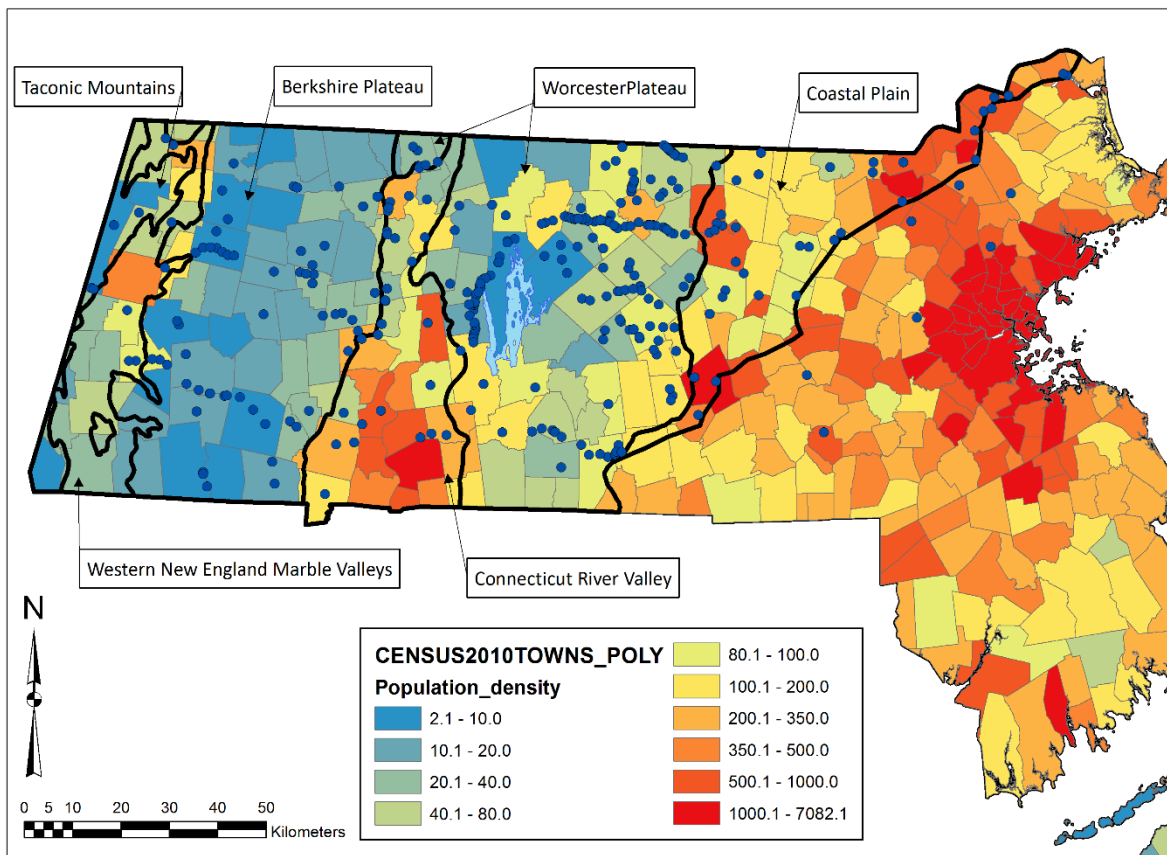 Taconic Mountains
Berkshire Plateau
WorcesterPlateau
Coastal Plain
Western New England Marble Valleys
Connecticut River Valley
N
0 5 10 20 30 40 50
Kilometers
CENSUS2010TOWNS_POLY
Population_density
2.1 - 10.0
10.1 - 20.0
20.1 - 40.0
40.1 - 80.0
80.1 - 100.0
100.1 - 200.0
200.1 - 350.0
350.1 - 500.0
500.1 - 1000.0
1000.1 - 7082.1